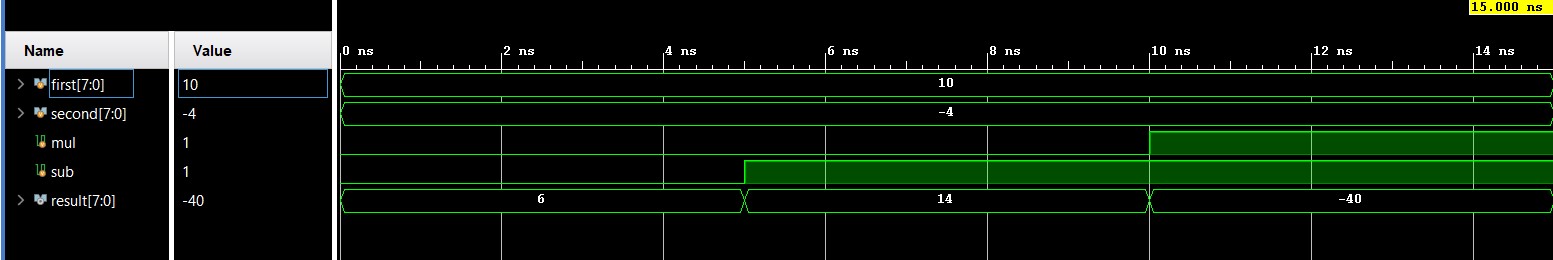 15.000 ns
Name Value 0 ns 2 ns 4 ns 6 ns 8 ns 10 ns 12 ns 14 ns
first[7:0] 10 10
second[7:0] -4 -4
mul 1
sub 1
result[7:0] -40 6 14 -40